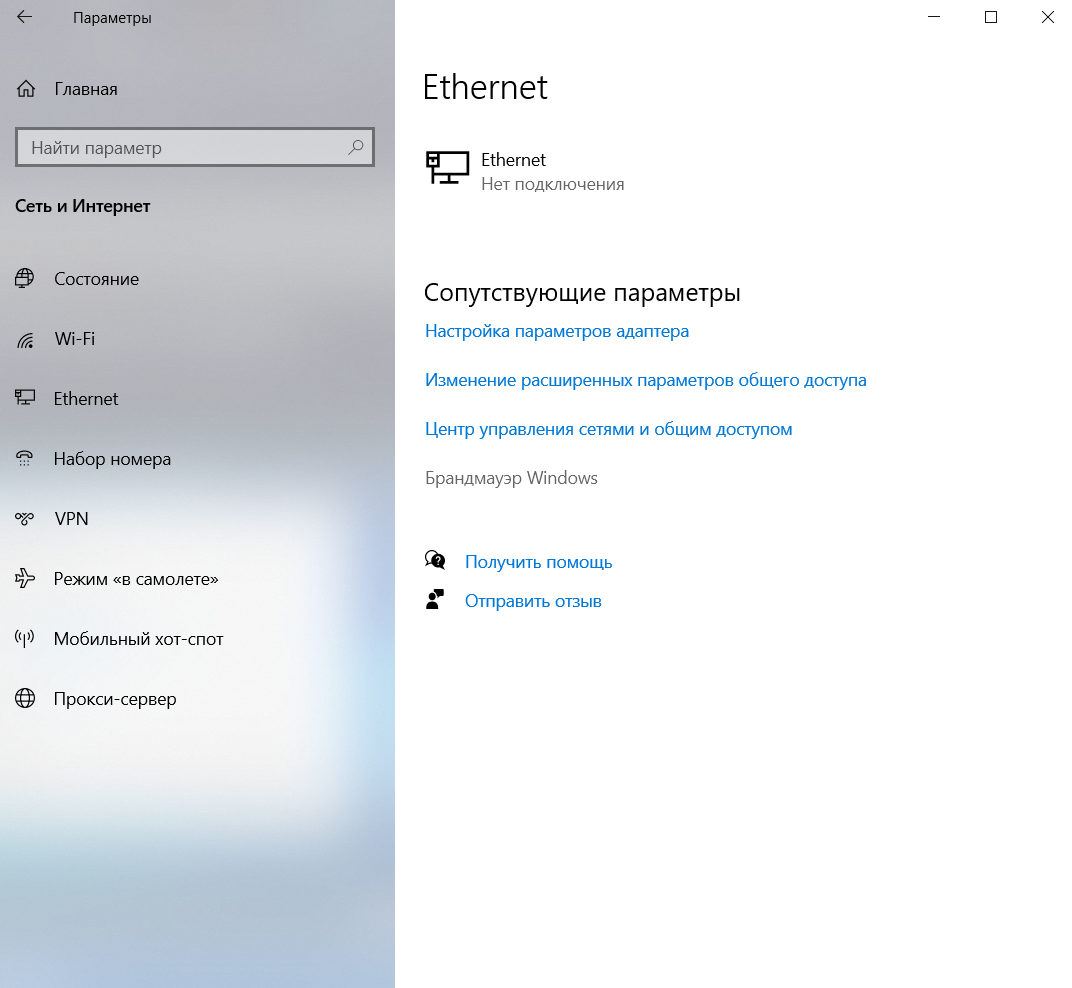 Параметры
Главная
Найти параметр
Сеть и Интернет
Состояние
Wi-Fi
Ethernet
Набор номера
VPN
Режим «в самолете»
Мобильный хот-спот
Прокси-сервер
Ethernet
Ethernet
Нет подключения
Сопутствующие параметры
Настройка параметров адаптера
Изменение расширенных параметров общего доступа
Центр управления сетями и общим доступом
Брандмауэр Windows
Получить помощь
Отправить отзыв